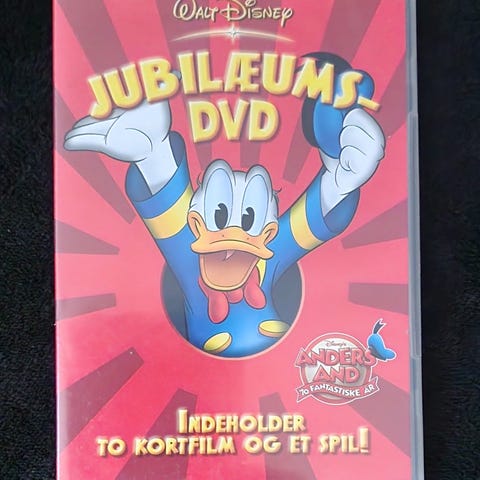 WALT DISNEY
JUBILÆUMS-
DVD
DISNEY'S
ANDERS
AND
70 FANTASTISKE ÅR
INDEHOLDER
TO KORTFILM OG ET SPIL!